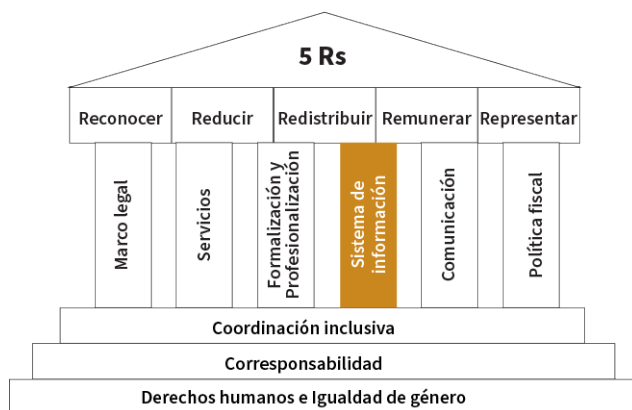 5 Rs
Reconocer
Reducir
Redistribuir
Remunerar
Representar
Marco legal
Servicios
Formalización y
Profesionalización
Sistema de
información
Comunicación
Política fiscal
Coordinación inclusiva
Corresponsabilidad
Derechos humanos e Igualdad de género